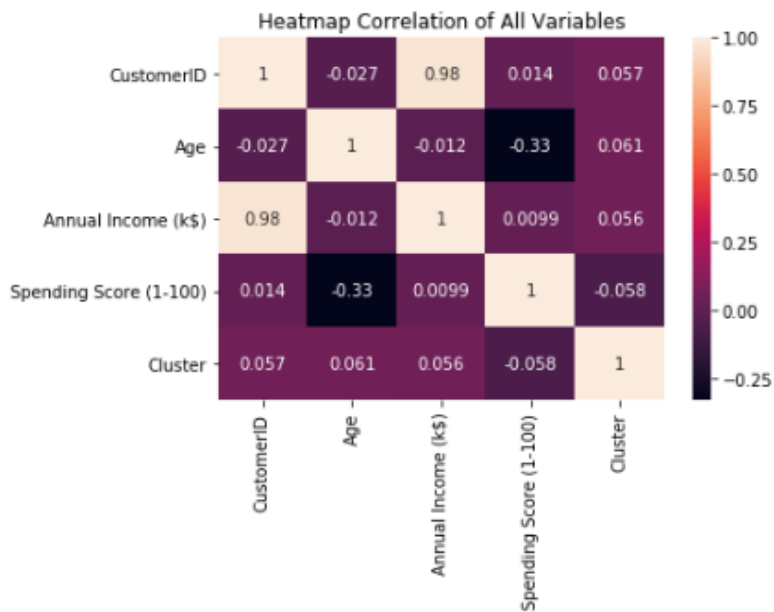 Heatmap Correlation of All Variables
CustomerID 1 -0.027 0.98 0.014 0.057
Age -0.027 1 -0.012 -0.33 0.061
Annual Income (k$) 0.98 -0.012 1 0.0099 0.056
Spending Score (1-100) 0.014 -0.33 0.0099 1 -0.058
Cluster 0.057 0.061 0.056 -0.058 1
CustomerID
Age
Annual Income (k$)
Spending Score (1-100)
Cluster
1.00
0.75
0.50
0.25
0.00
-0.25